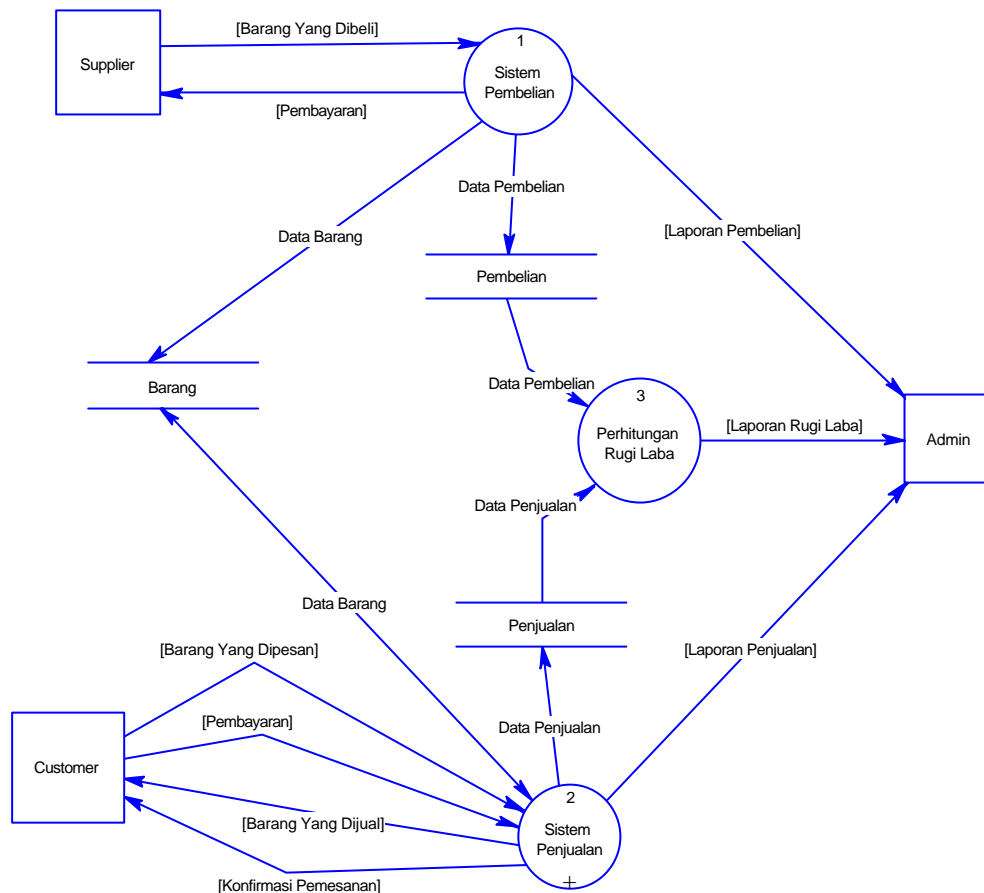 [Barang Yang Dibeli]
1
Supplier
Sistem
Pembelian
[Pembayaran]
Data Pembelian
[Laporan Pembelian]
Data Barang
Pembelian
Barang
Data Pembelian
3
Perhitungan
Rugi Laba
[Laporan Rugi Laba]
Admin
Data Penjualan
Data Barang
Penjualan
[Barang Yang Dipesan]
[Laporan Penjualan]
[Pembayaran]
Data Penjualan
Customer
2
Sistem
Penjualan
[Barang Yang Dijual]
+
[Konfirmasi Pemesanan]